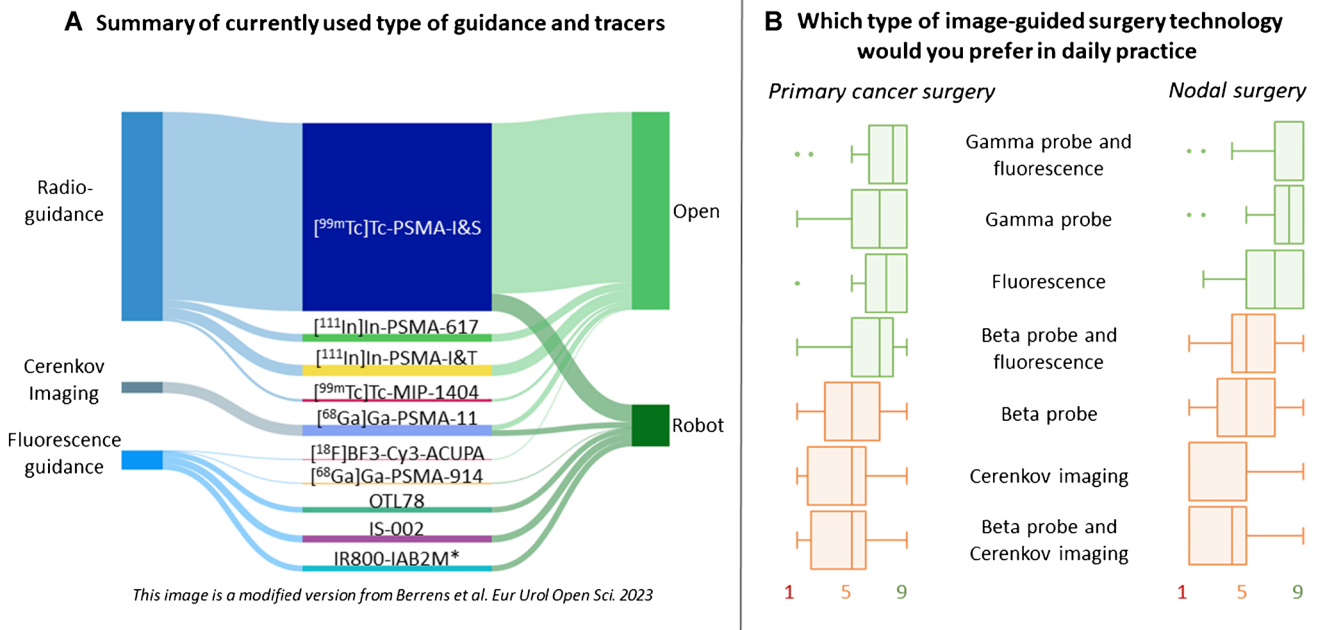 A Summary of currently used type of guidance and tracers
Radio-
guidance
Cerenkov
Imaging
Fluorescence
guidance
[⁹⁹ᵐTc]Tc-PSMA-I&S
[¹¹¹In]In-PSMA-617
[¹¹¹In]In-PSMA-I&T
[⁹⁹ᵐTc]Tc-MIP-1404
[⁶⁸Ga]Ga-PSMA-11
[¹⁸F]BF3-Cy3-ACUPA
[⁶⁸Ga]Ga-PSMA-914
OTL78
IS-002
IR800-IAB2M*
Open
Robot
This image is a modified version from Berrens et al. Eur Urol Open Sci. 2023
B Which type of image-guided surgery technology
would you prefer in daily practice
Primary cancer surgery
Nodal surgery
Gamma probe and
fluorescence
Gamma probe
Fluorescence
Beta probe and
fluorescence
Beta probe
Cerenkov imaging
Beta probe and
Cerenkov imaging
1 5 9
1 5 9